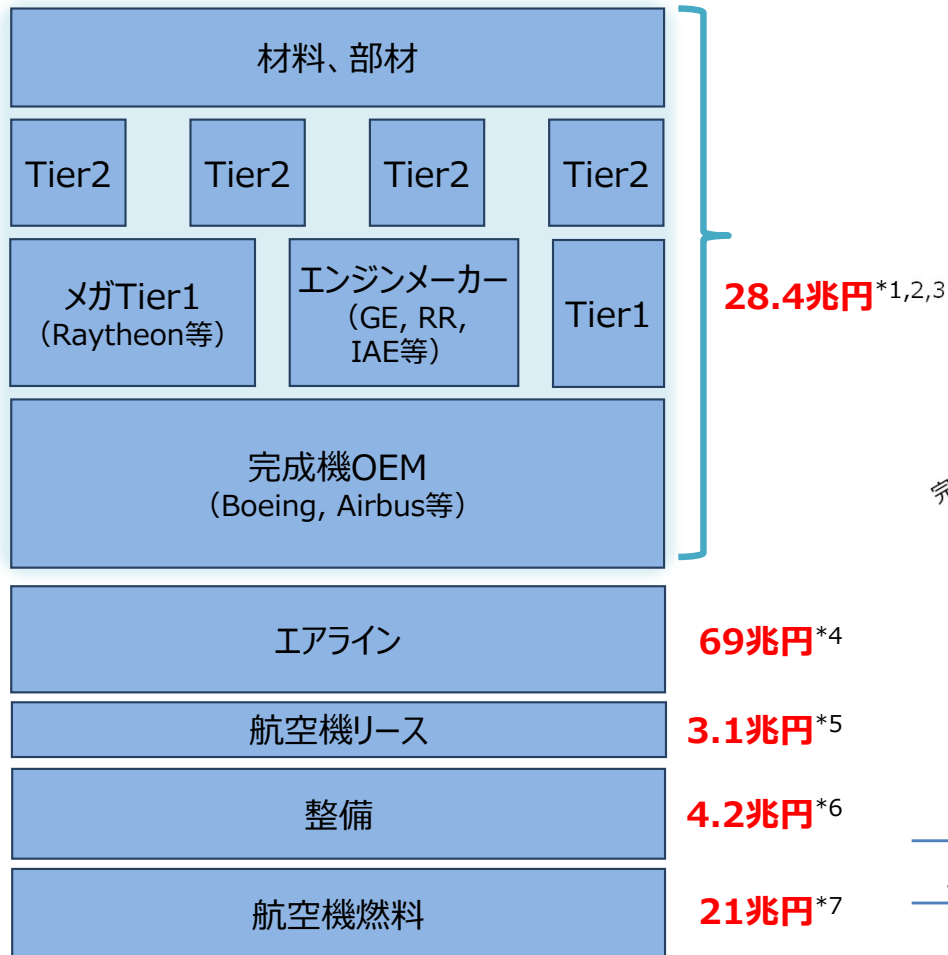 材料、部材
Tier2 Tier2 Tier2 Tier2
メガTier1
（Raytheon等）
エンジンメーカー
（GE, RR,
IAE等）
Tier1
28.4兆円*1,2,3
完成機OEM
（Boeing, Airbus等）
完
エアライン
69兆円*4
航空機リース
3.1兆円*5
整備
4.2兆円*6
航空機燃料
21兆円*7